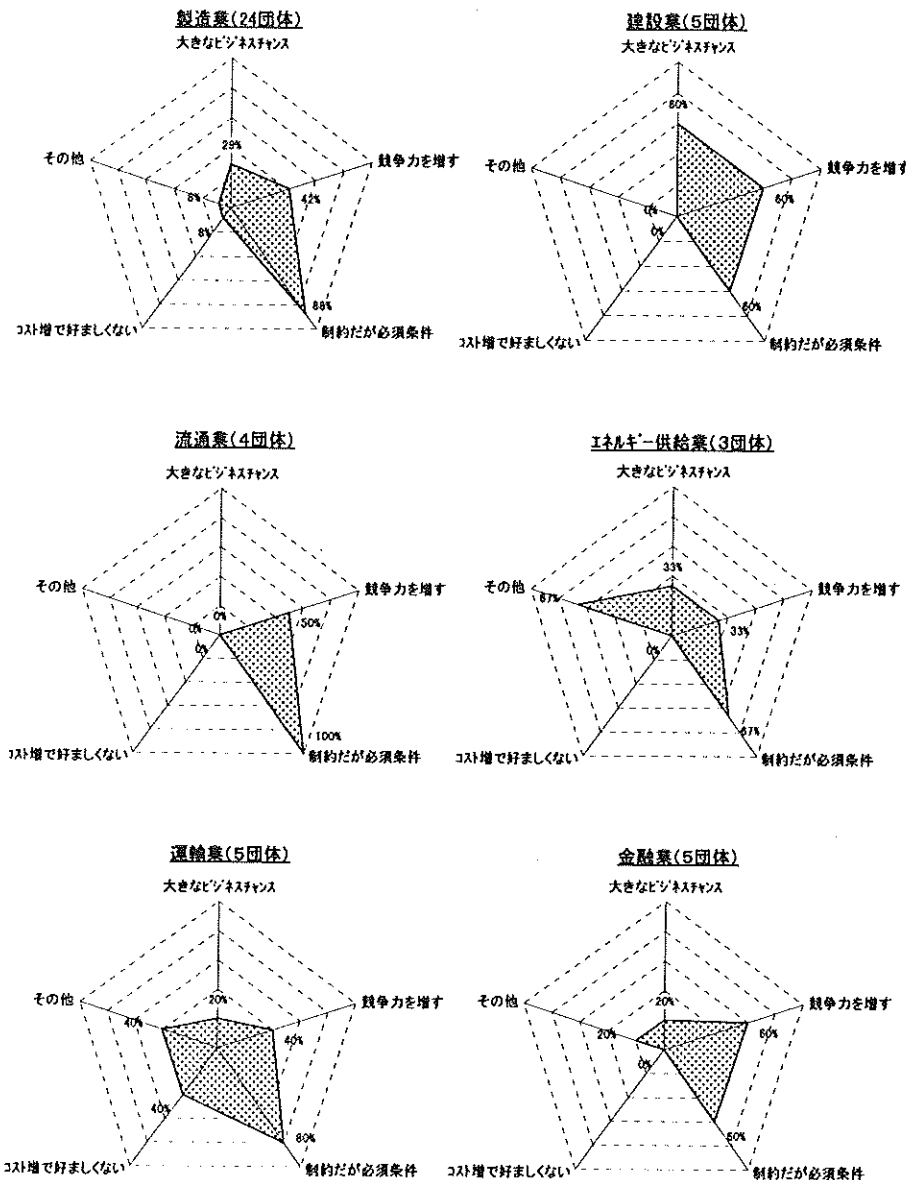 製造業(24団体)
大きなビジネスチャンス
29%
その他
競争力を増す
8%
42%
8%
88%
コスト増で好ましくない
制約だが必須条件
建設業(5団体)
大きなビジネスチャンス
60%
その他
競争力を増す
0%
60%
0%
60%
コスト増で好ましくない
制約だが必須条件
流通業(4団体)
大きなビジネスチャンス
その他
競争力を増す
0%
0%
50%
0%
100%
コスト増で好ましくない
制約だが必須条件
エネルギー供給業(3団体)
大きなビジネスチャンス
33%
その他
競争力を増す
67%
33%
0%
67%
コスト増で好ましくない
制約だが必須条件
運輸業(5団体)
大きなビジネスチャンス
20%
その他
競争力を増す
40%
40%
40%
80%
コスト増で好ましくない
制約だが必須条件
金融業(5団体)
大きなビジネスチャンス
20%
その他
競争力を増す
20%
60%
0%
60%
コスト増で好ましくない
制約だが必須条件